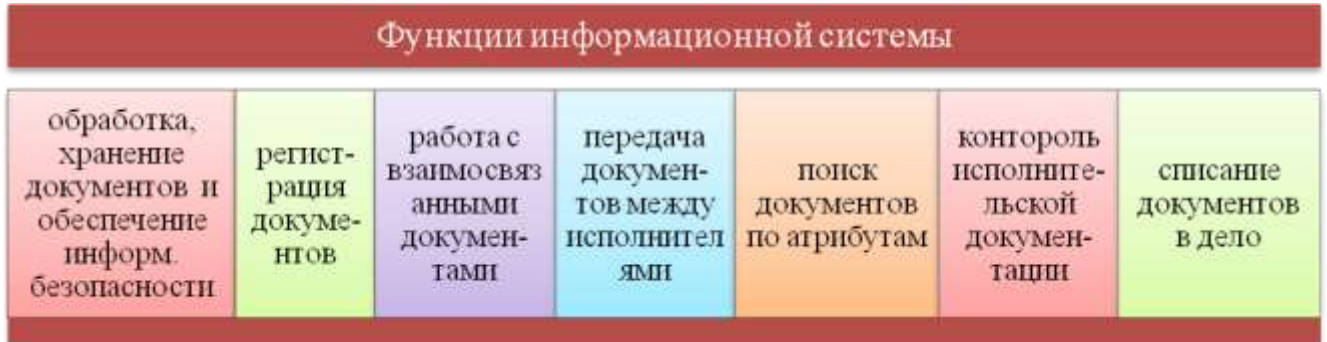 Функции информационной системы
обработка,
хранение
документов и
обеспечение
информ.
безопасности
регист-
рация
докуме-
нтов
работа с
взаимосвяз
анными
докумен-
тами
передача
докумен-
тов между
исполнител
ями
поиск
документов
по атрибутам
контороль
исполните-
льской
докумен-
тации
списание
документов
в дело